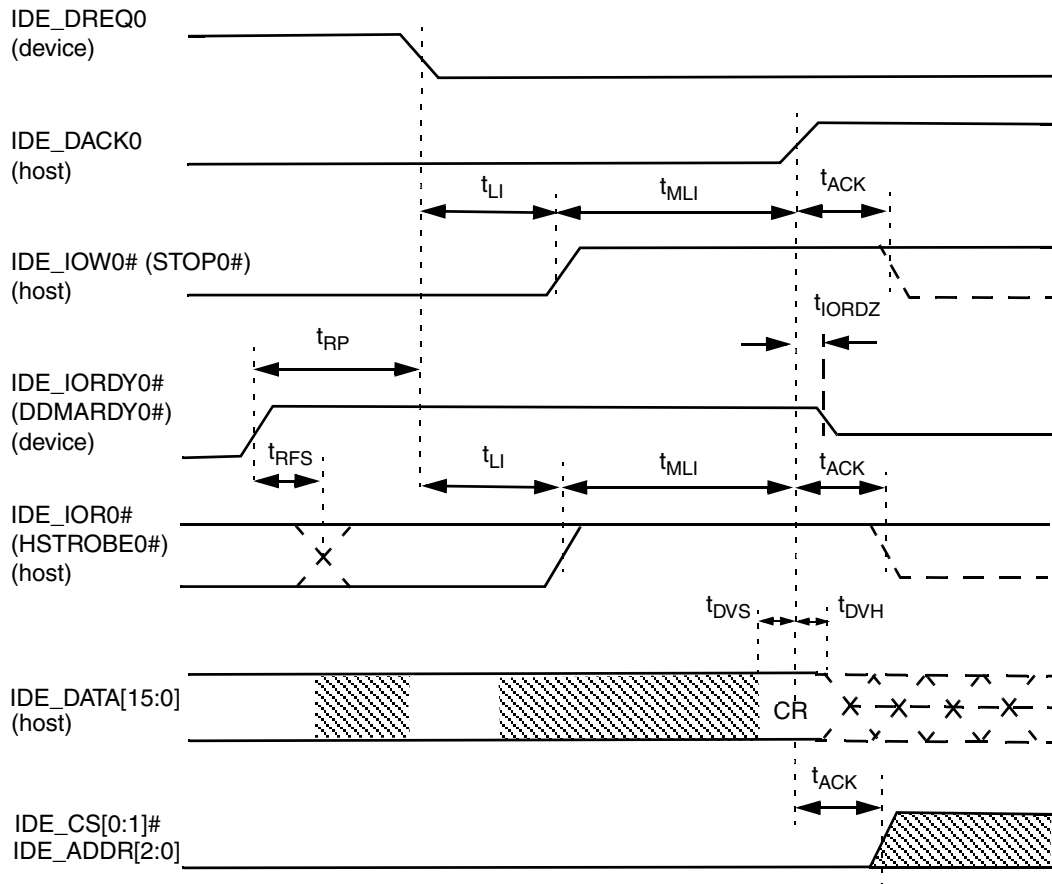 IDE_DREQ0
(device)
IDE_DACK0
(host)
tLI
tMLI
tACK
IDE_IOW0# (STOP0#)
(host)
tIORDZ
tRP
IDE_IORDY0#
(DDMARDY0#)
(device)
tRFS
tLI
tMLI
tACK
IDE_IOR0#
(HSTROBE0#)
(host)
tDVS
tDVH
IDE_DATA[15:0]
(host)
CR
tACK
IDE_CS[0:1]#
IDE_ADDR[2:0]